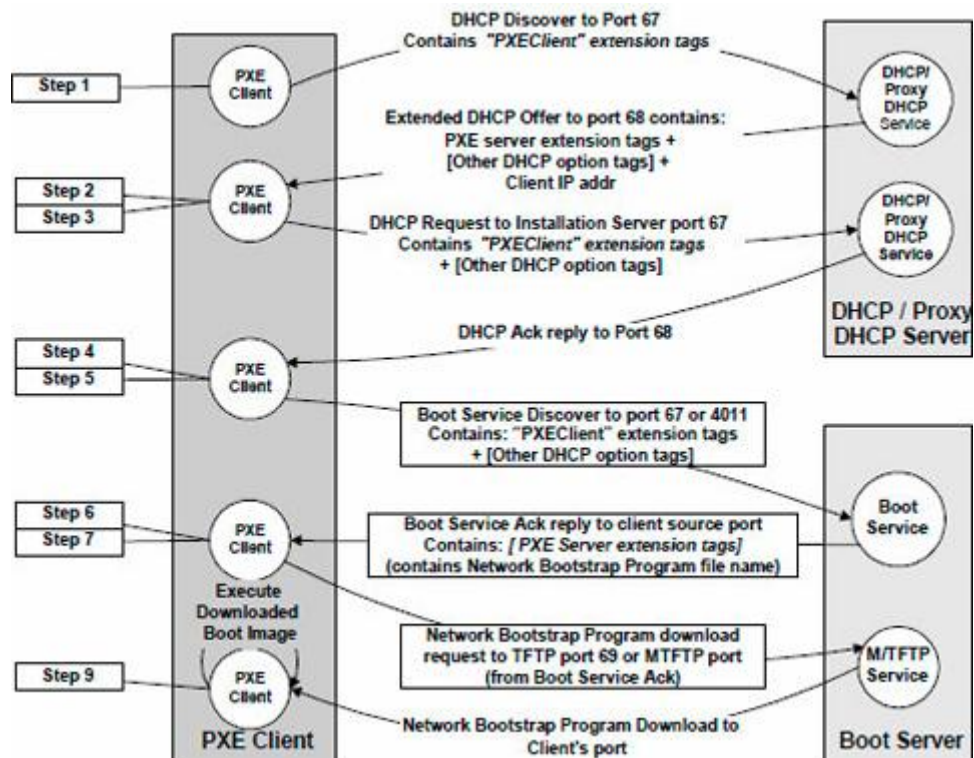 DHCP Discover to Port 67
Contains "PXEClient" extension tags
Step 1
PXE
Client
DHCP/
Proxy
DHCP
Service
Extended DHCP Offer to port 68 contains:
PXE server extension tags +
[Other DHCP option tags] +
Client IP addr
Step 2
Step 3
PXE
Client
DHCP Request to Installation Server port 67
Contains "PXEClient" extension tags
+ [Other DHCP option tags]
DHCP/
Proxy
DHCP
Service
DHCP / Proxy
DHCP Server
DHCP Ack reply to Port 68
Step 4
Step 5
PXE
Client
Boot Service Discover to port 67 or 4011
Contains: "PXEClient" extension tags
+ [Other DHCP option tags]
Boot
Service
Step 6
Step 7
PXE
Client
Boot Service Ack reply to client source port
Contains: [ PXE Server extension tags]
(contains Network Bootstrap Program file name)
Execute
Downloaded
Boot Image
Network Bootstrap Program download
request to TFTP port 69 or MTFTP port
(from Boot Service Ack)
M/TFTP
Service
Step 9
PXE
Client
Network Bootstrap Program Download to
Client's port
PXE Client
Boot Server